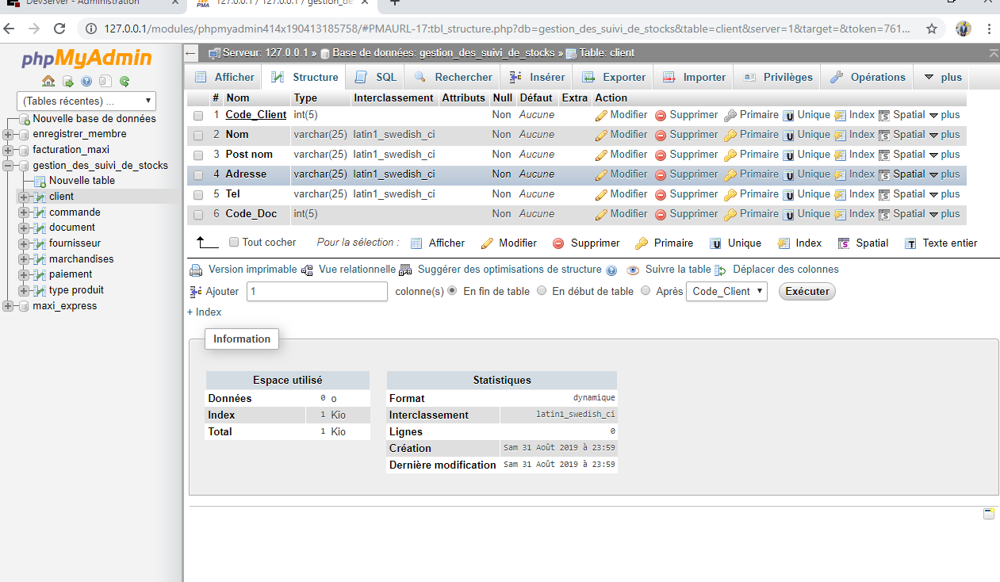 DevServer - Administration
127.0.0.1 / 127.0.0.1 / gestion_de
127.0.0.1/modules/phpmyadmin414x190413185758/#PMAURL-17:tbl_structure.php?db=gestion_des_suivi_de_stocks&table=client&server=1&target=&token=761...
phpMyAdmin
(Tables récentes) ...
Nouvelle base de données
enregistrer_membre
facturation_maxi
gestion_des_suivi_de_stocks
Nouvelle table
client
commande
document
fournisseur
marchandises
paiement
type produit
maxi_express
Serveur: 127.0.0.1 » Base de données: gestion_des_suivi_de_stocks » Table: client
Afficher Structure SQL Rechercher Insérer Exporter Importer Privilèges Opérations plus
# Nom Type Interclassement Attributs Null Défaut Extra Action
1 Code_Client int(5) Non Aucune Modifier Supprimer Primaire Unique Index Spatial plus
2 Nom varchar(25) latin1_swedish_ci Non Aucune Modifier Supprimer Primaire Unique Index Spatial plus
3 Post nom varchar(25) latin1_swedish_ci Non Aucune Modifier Supprimer Primaire Unique Index Spatial plus
4 Adresse varchar(25) latin1_swedish_ci Non Aucune Modifier Supprimer Primaire Unique Index Spatial plus
5 Tel varchar(25) latin1_swedish_ci Non Aucune Modifier Supprimer Primaire Unique Index Spatial plus
6 Code_Doc int(5) Non Aucune Modifier Supprimer Primaire Unique Index Spatial plus
Tout cocher Pour la sélection : Afficher Modifier Supprimer Primaire Unique Index Spatial Texte entier
Version imprimable Vue relationnelle Suggérer des optimisations de structure Suivre la table Déplacer des colonnes
Ajouter 1 colonne(s) En fin de table En début de table Après Code_Client Exécuter
+ Index
Information
Espace utilisé
Données 0 o
Index 1 Kio
Total 1 Kio
Statistiques
Format dynamique
Interclassement latin1_swedish_ci
Lignes 0
Création Sam 31 Août 2019 à 23:59
Dernière modification Sam 31 Août 2019 à 23:59